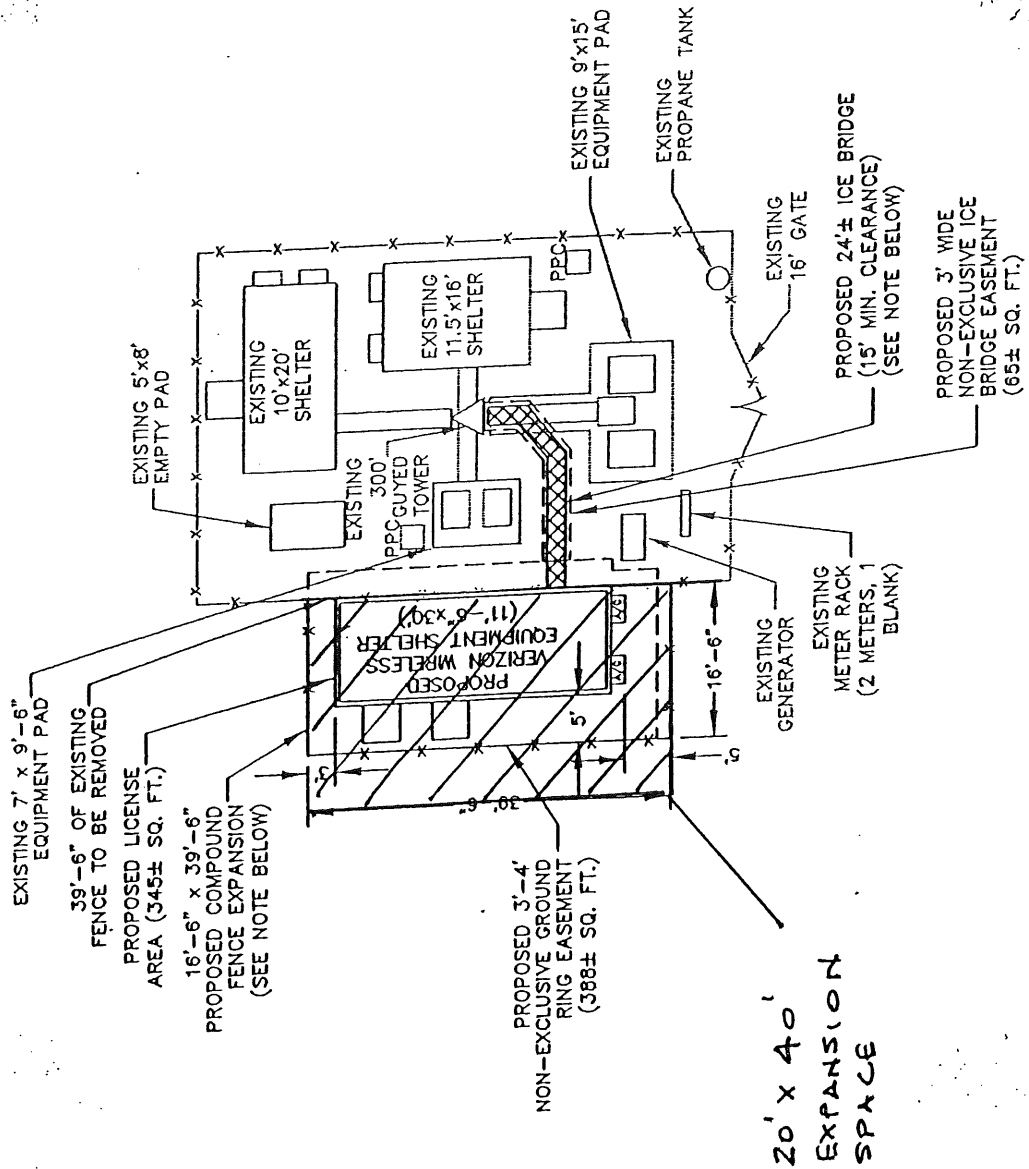 EXISTING 7' x 9'-6"
EQUIPMENT PAD
39'-6" OF EXISTING
FENCE TO BE REMOVED
PROPOSED LICENSE
AREA (345± SQ. FT.)
16'-6" x 39'-6"
PROPOSED COMPOUND
FENCE EXPANSION
(SEE NOTE BELOW)
PROPOSED 3'-4'
NON-EXCLUSIVE GROUND
RING EASEMENT
(388± SQ. FT.)
20' x 40'
EXPANSION
SPACE
EXISTING 5'x8'
EMPTY PAD
EXISTING
10'x20'
SHELTER
EXISTING
11.5'x16'
SHELTER
PPC
EXISTING
300'
GUYED
TOWER
PPC
PROPOSED
VERIZON WIRELESS
EQUIPMENT SHELTER
(11'-6"x30')
A/C
A/C
3'
5'
39'-6"
5'
16'-6"
EXISTING 9'x15'
EQUIPMENT PAD
EXISTING
PROPANE TANK
EXISTING
16' GATE
PROPOSED 24'± ICE BRIDGE
(15' MIN. CLEARANCE)
(SEE NOTE BELOW)
PROPOSED 3' WIDE
NON-EXCLUSIVE ICE
BRIDGE EASEMENT
(65± SQ. FT.)
EXISTING
GENERATOR
EXISTING
METER RACK
(2 METERS, 1
BLANK)